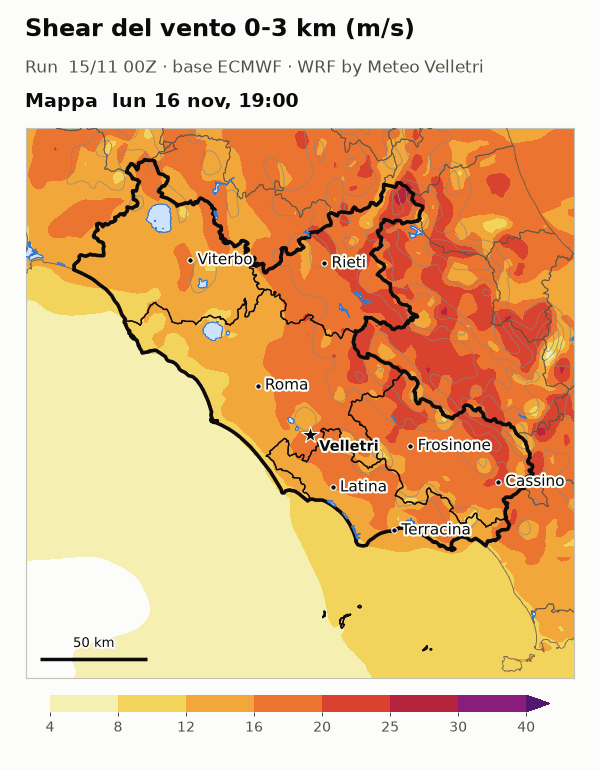 Shear del vento 0-3 km (m/s)
Run  15/11 00Z · base ECMWF · WRF by Meteo Velletri
Mappa  lun 16 nov, 19:00
Viterbo
Rieti
Roma
Velletri
Frosinone
Cassino
Latina
Terracina
50 km
4 8 12 16 20 25 30 40